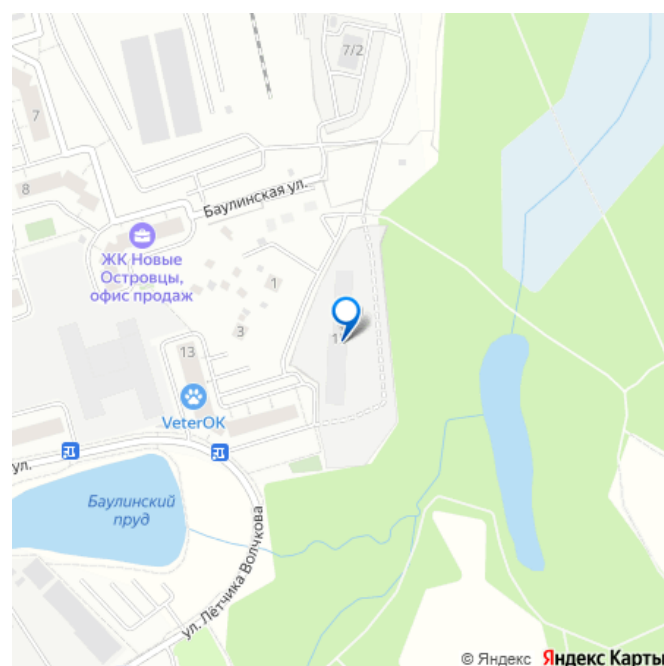 7/2
7
8
Баулинская ул.
ЖК Новые
Островцы,
офис продаж
1
3
13
VeterOK
ул.
Баулинский
пруд
ул. Лётчика Волчкова
© Яндекс Яндекс Карты